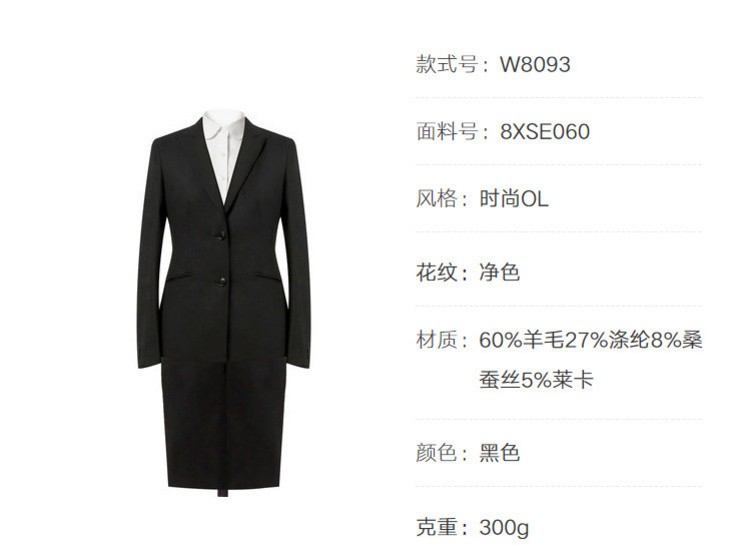 款式号：W8093
面料号：8XSE060
风格：时尚OL
花纹：净色
材质：60%羊毛27%涤纶8%桑
蚕丝5%莱卡
颜色：黑色
克重：300g